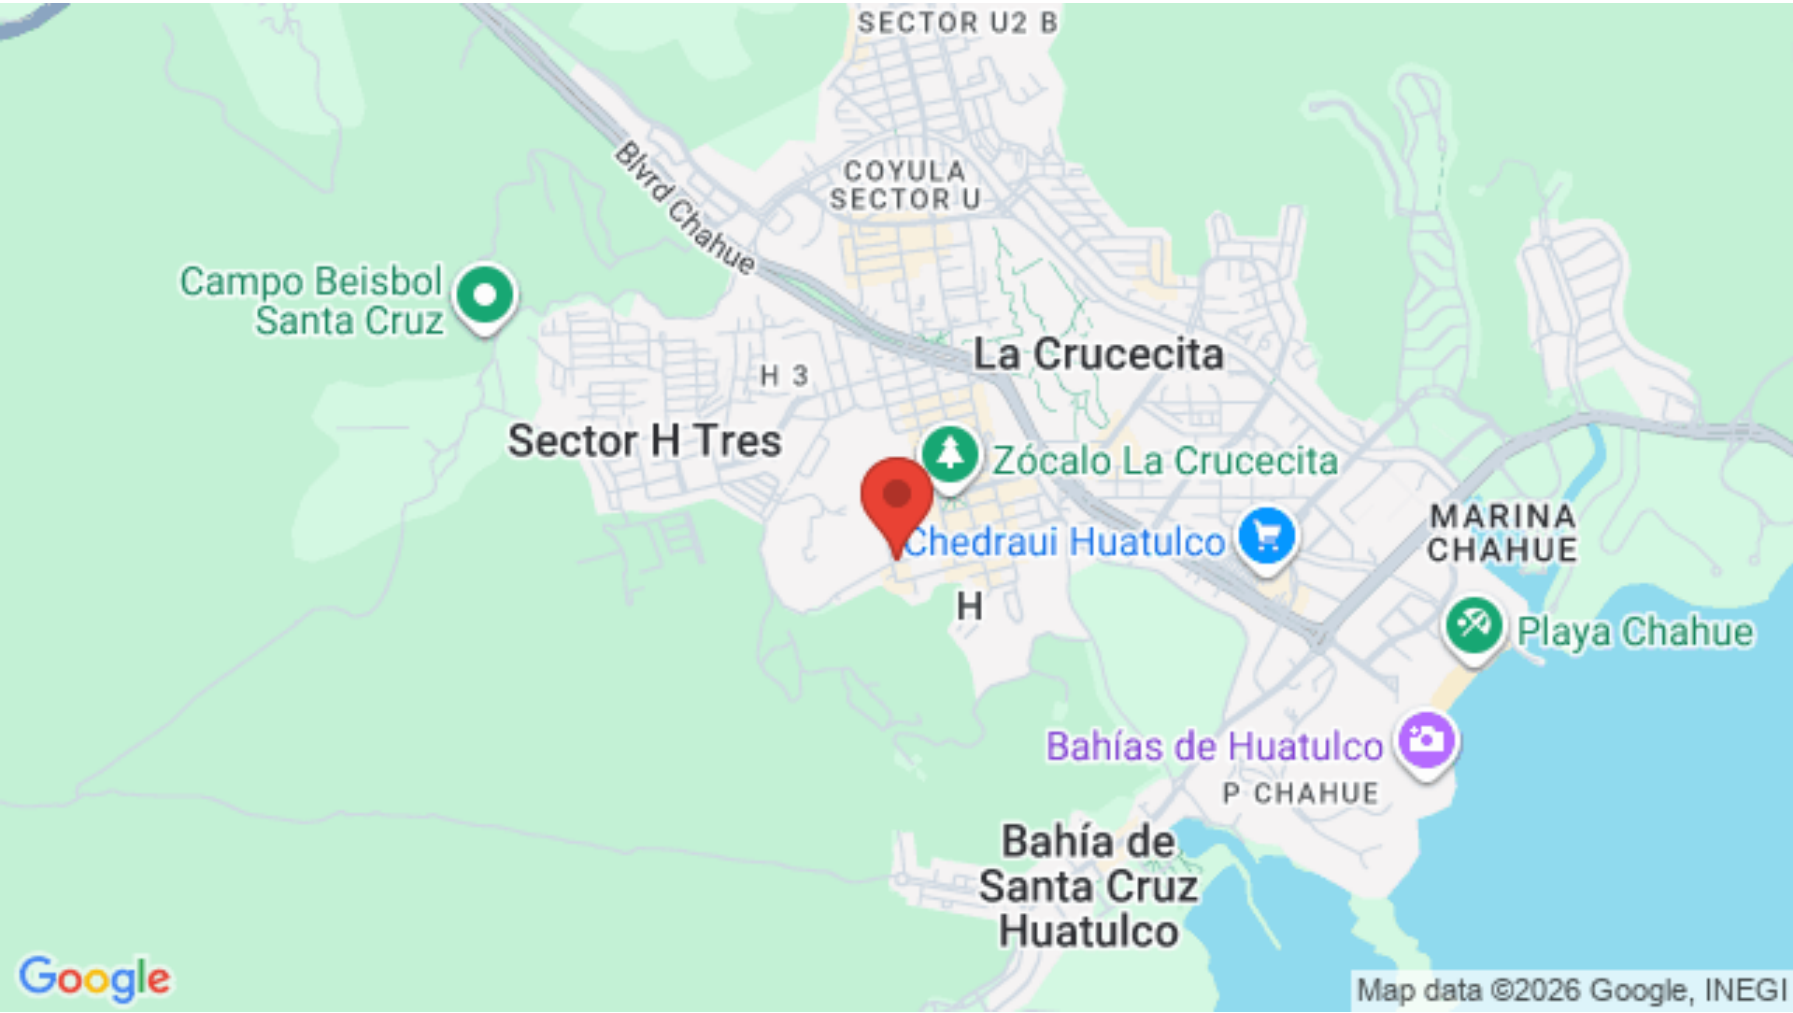 SECTOR U2 B
COYULA
SECTOR U
Blvrd Chahue
Campo Beisbol
Santa Cruz
La Crucecita
H 3
Sector H Tres
Zócalo La Crucecita
Chedraui Huatulco
MARINA
CHAHUE
H
Playa Chahue
Bahías de Huatulco
P CHAHUE
Bahía de
Santa Cruz
Huatulco
Google
Map data ©2026 Google, INEGI